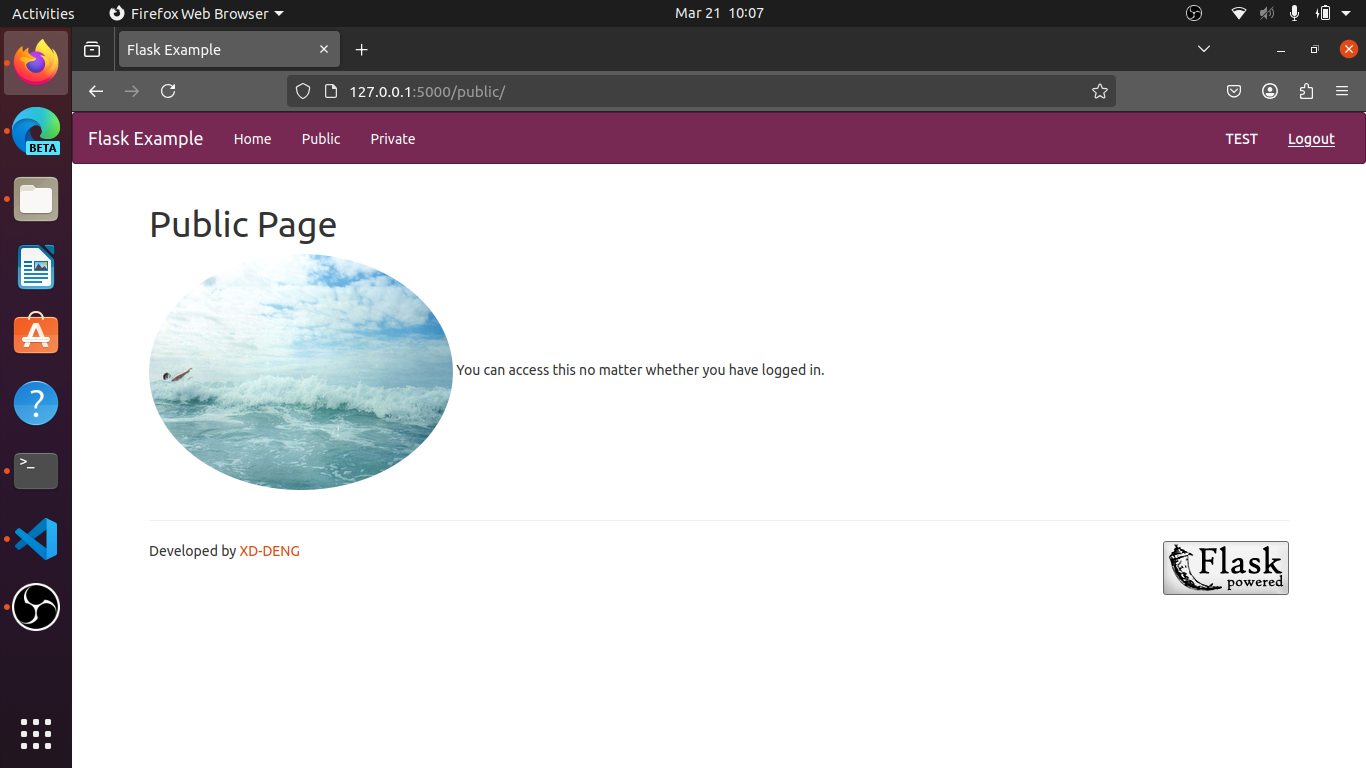 Activities
Firefox Web Browser
Mar 21 10:07
Flask Example
127.0.0.1:5000/public/
Flask Example
Home
Public
Private
TEST
Logout
BETA
Public Page
You can access this no matter whether you have logged in.
Developed by XD-DENG
Flask
powered